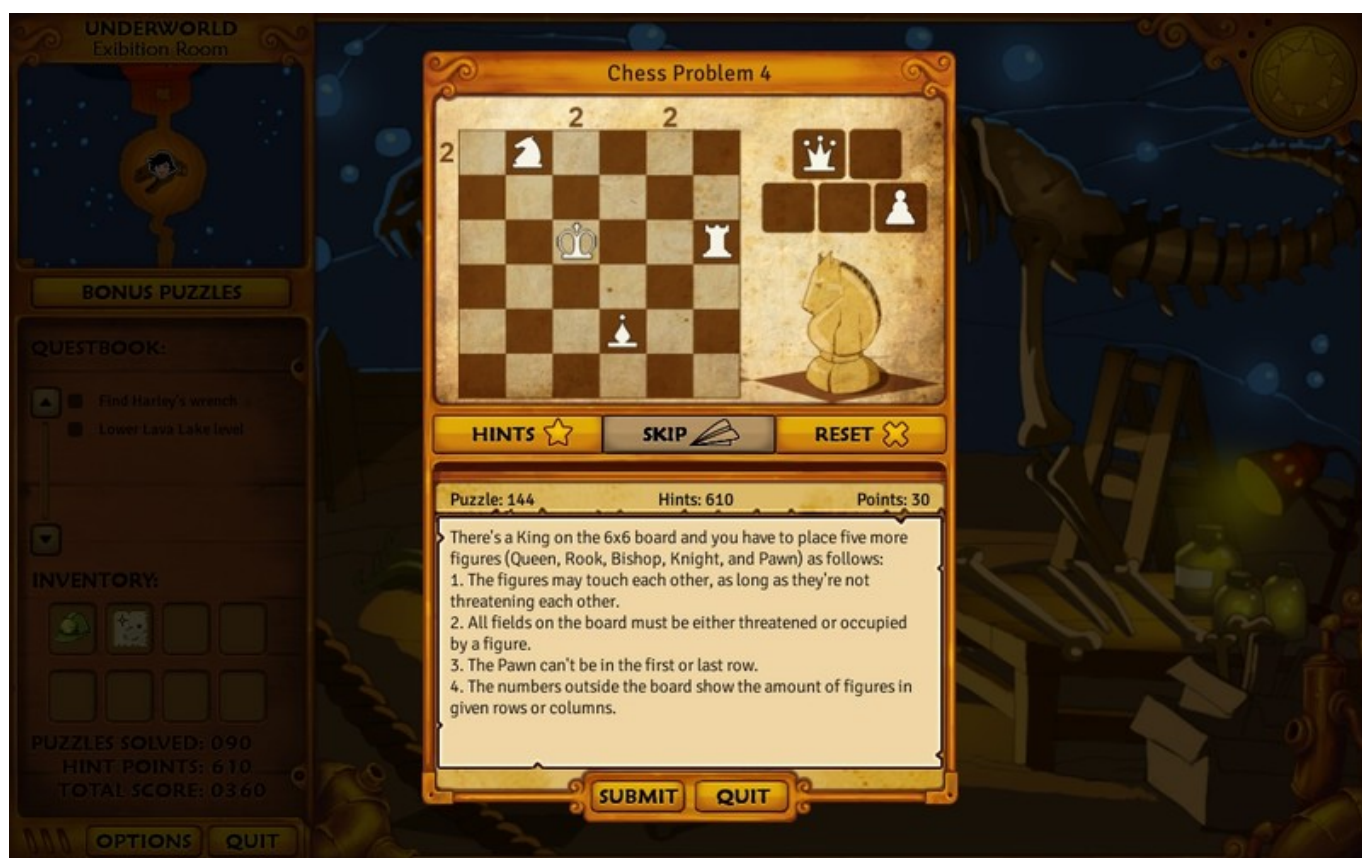 UNDERWORLD
Exibition Room
BONUS PUZZLES
QUESTBOOK:
Find Harley's wrench
Lower Lava Lake level
INVENTORY:
PUZZLES SOLVED: 090
HINT POINTS: 610
TOTAL SCORE: 0360
OPTIONS QUIT
Chess Problem 4
2 2
2
HINTS SKIP RESET
Puzzle: 144 Hints: 610 Points: 30
There's a King on the 6x6 board and you have to place five more
figures (Queen, Rook, Bishop, Knight, and Pawn) as follows:
1. The figures may touch each other, as long as they're not
threatening each other.
2. All fields on the board must be either threatened or occupied
by a figure.
3. The Pawn can't be in the first or last row.
4. The numbers outside the board show the amount of figures in
given rows or columns.
SUBMIT QUIT